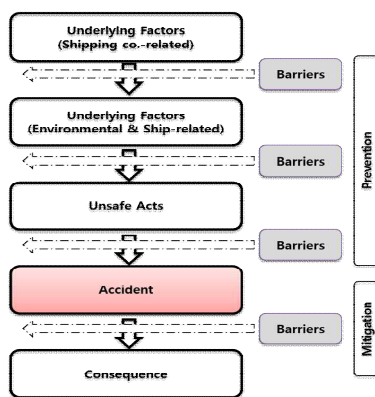 Underlying Factors
(Shipping co.-related)
Barriers
Underlying Factors
(Environmental & Ship-related)
Barriers
Unsafe Acts
Barriers
Prevention
Accident
Barriers
Mitigation
Consequence